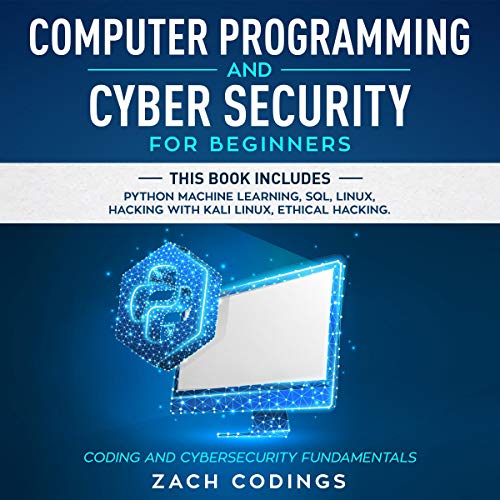 COMPUTER PROGRAMMING
AND
CYBER SECURITY
FOR BEGINNERS
THIS BOOK INCLUDES
PYTHON MACHINE LEARNING, SQL, LINUX,
HACKING WITH KALI LINUX, ETHICAL HACKING.
CODING AND CYBERSECURITY FUNDAMENTALS
ZACH CODINGS